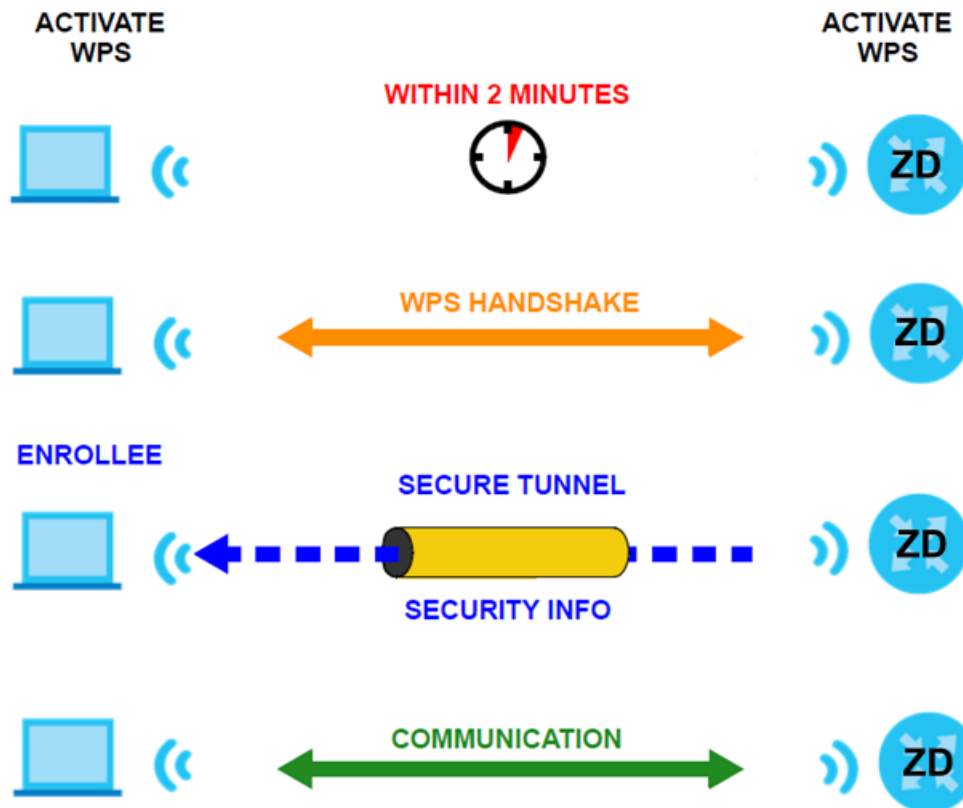 ACTIVATE
WPS
ACTIVATE
WPS
WITHIN 2 MINUTES
ZD
WPS HANDSHAKE
ZD
ENROLLEE
SECURE TUNNEL
ZD
SECURITY INFO
COMMUNICATION
ZD